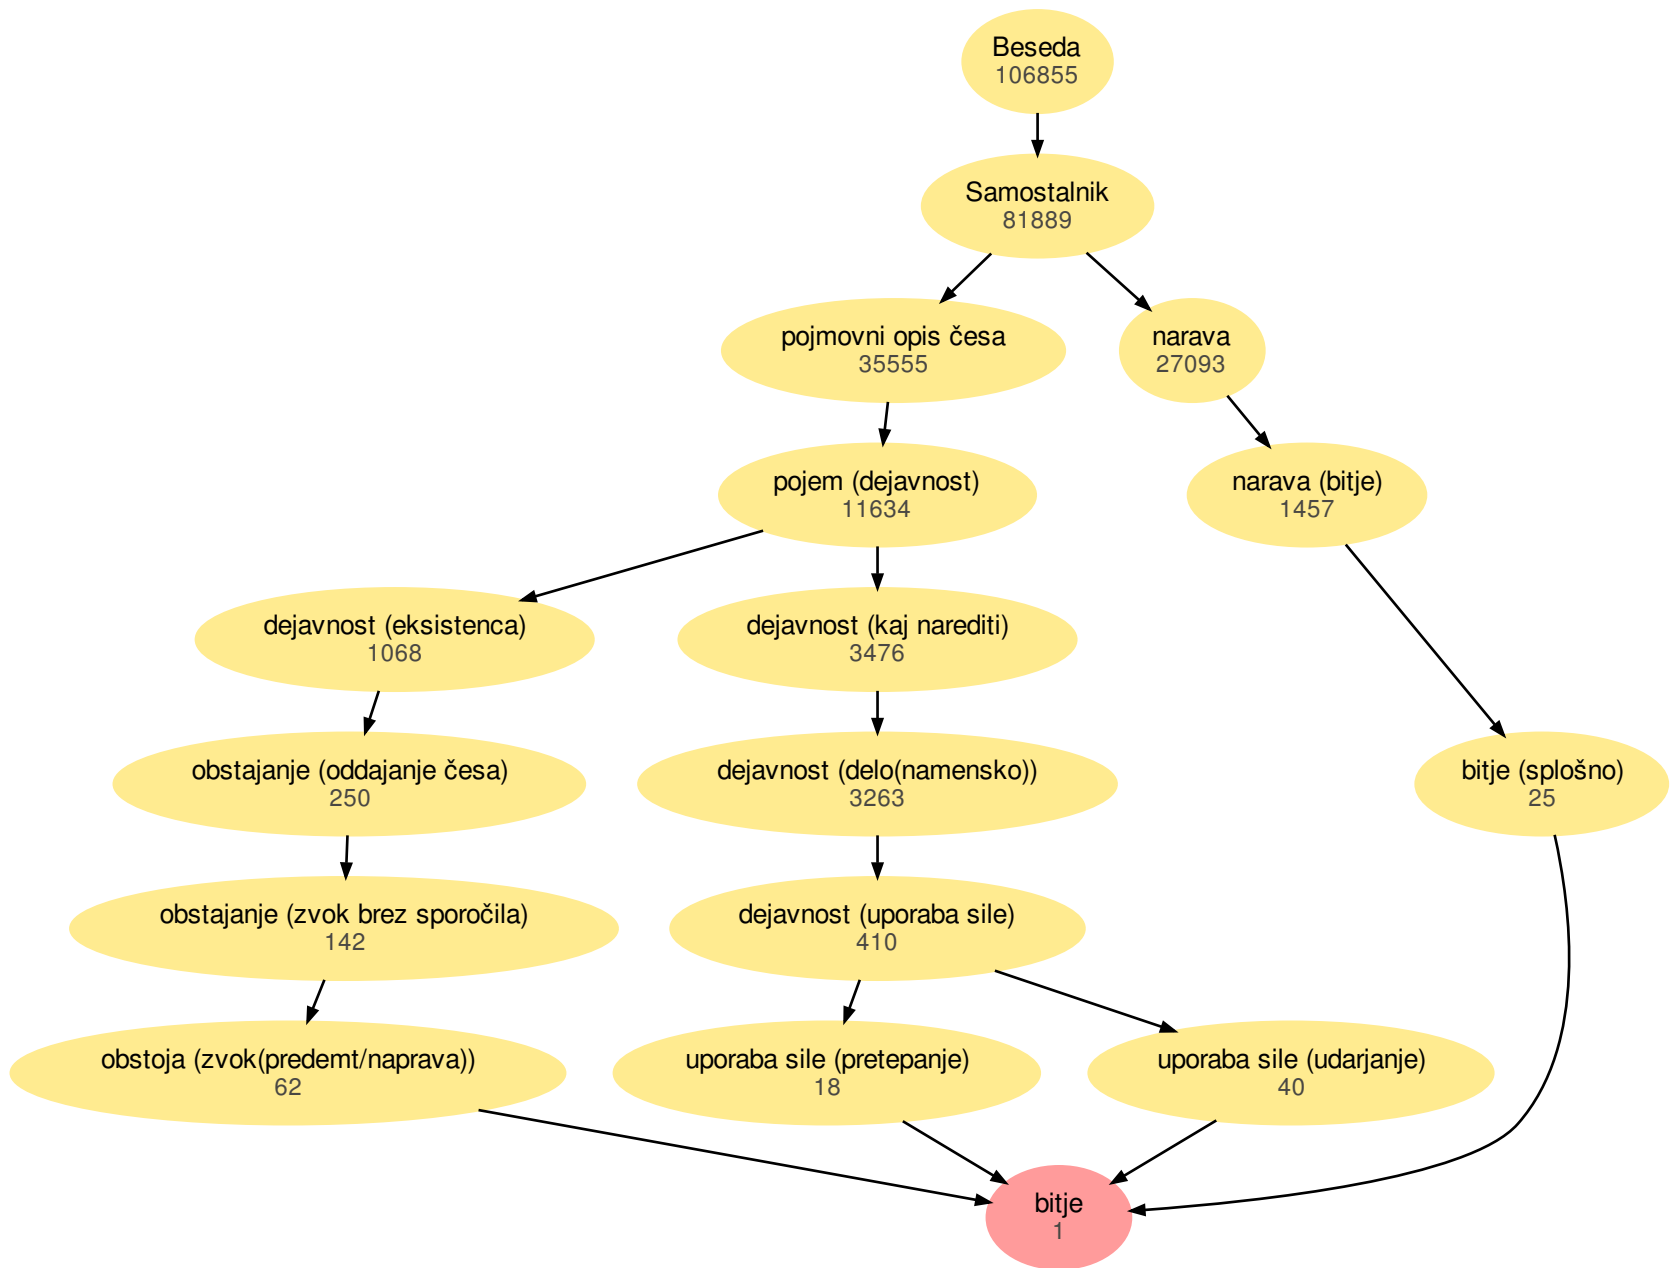 Beseda
106855
Samostalnik
81889
pojmovni opis česa
35555
narava
27093
pojem (dejavnost)
11634
narava (bitje)
1457
dejavnost (eksistenca)
1068
dejavnost (kaj narediti)
3476
obstajanje (oddajanje česa)
250
dejavnost (delo(namensko))
3263
bitje (splošno)
25
obstajanje (zvok brez sporočila)
142
dejavnost (uporaba sile)
410
obstoja (zvok(predemt/naprava))
62
uporaba sile (pretepanje)
18
uporaba sile (udarjanje)
40
bitje
1